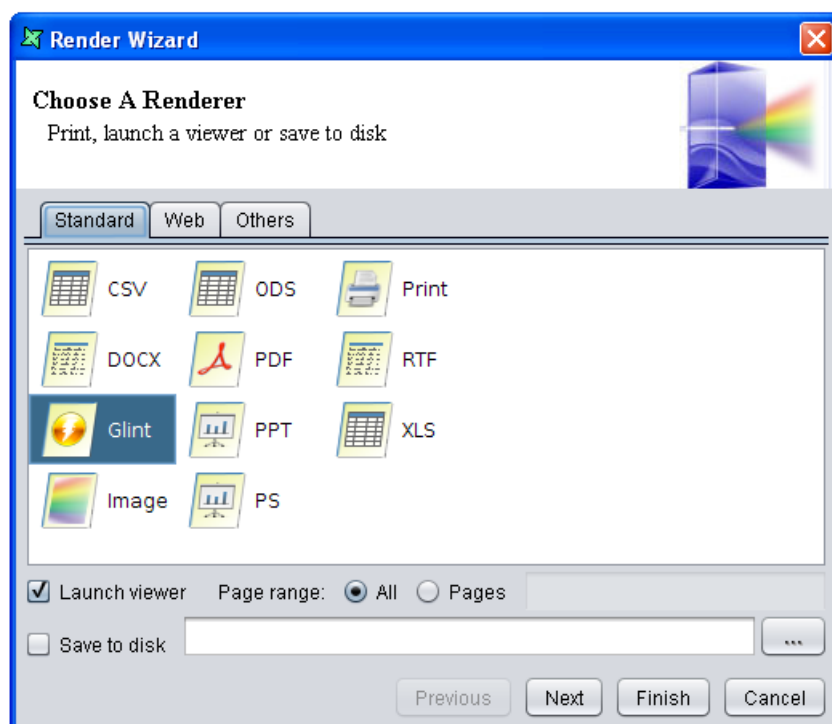 Render Wizard
Choose A Renderer
Print, launch a viewer or save to disk
Standard Web Others
CSV ODS Print
DOCX PDF RTF
Glint PPT XLS
Image PS
Launch viewer Page range: All Pages
Save to disk ...
Previous Next Finish Cancel